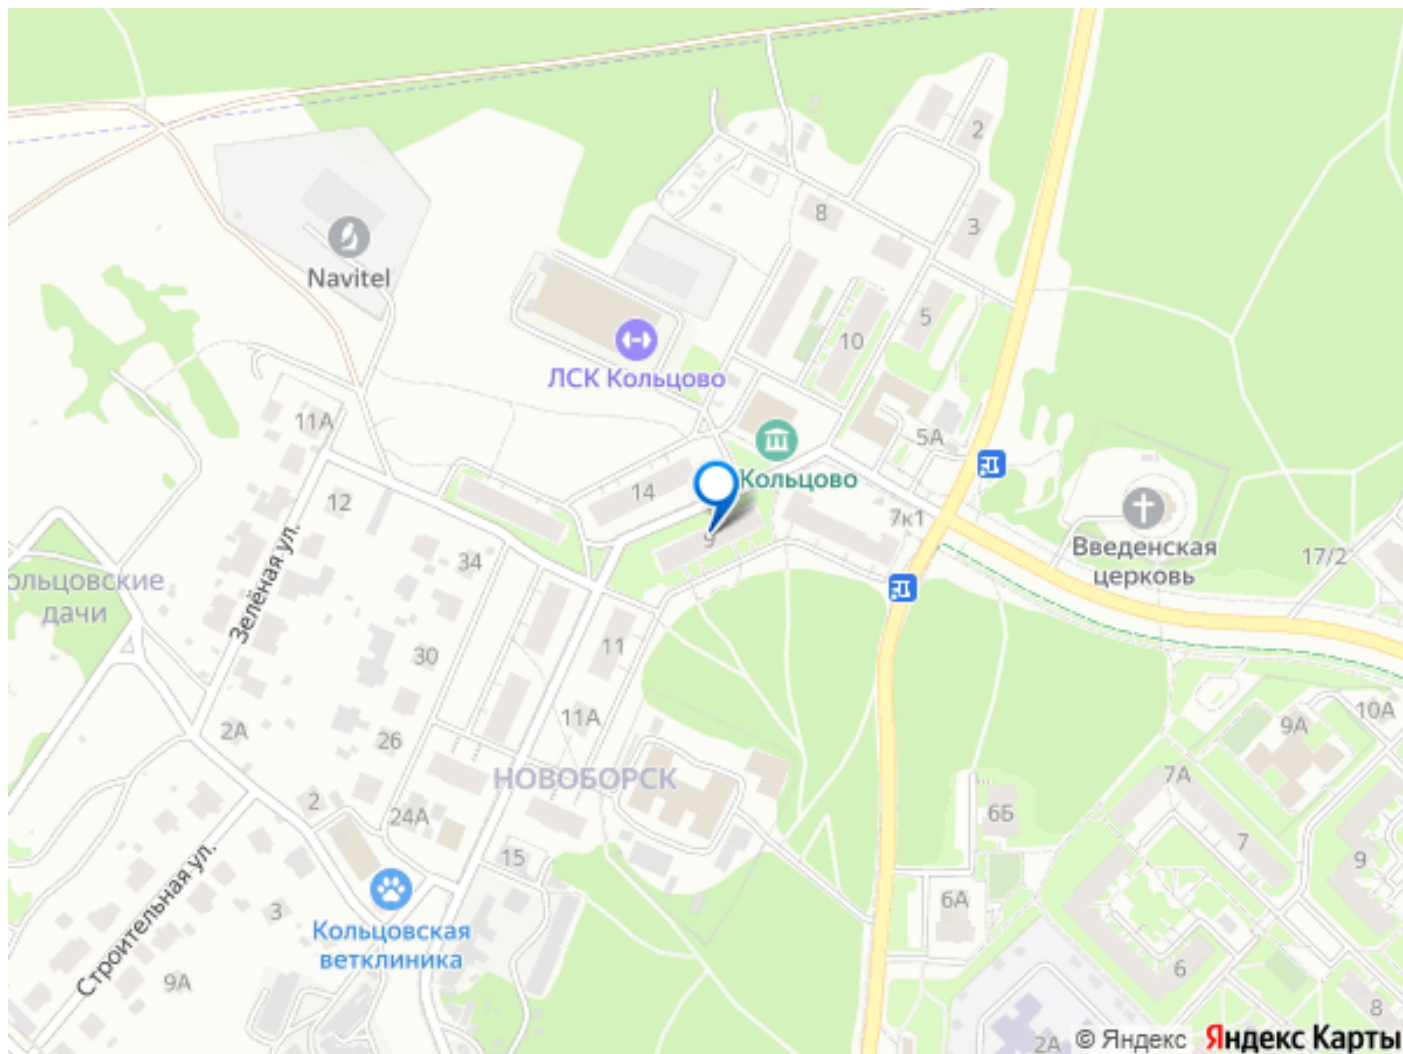 2
8
3
Navitel
5
10
ЛСК Кольцово
11А
5А
Кольцово
14
12
7к1
9
Введенская
церковь
17/2
34
Зелёная ул.
ольцовские
дачи
11
30
11А
10А
2А
26
9А
НОВОБОРСК
7А
2
24А
6Б
7
15
9
Строительная ул.
3
6А
Кольцовская
ветклиника
6
9А
8
2А
© Яндекс
Яндекс Карты